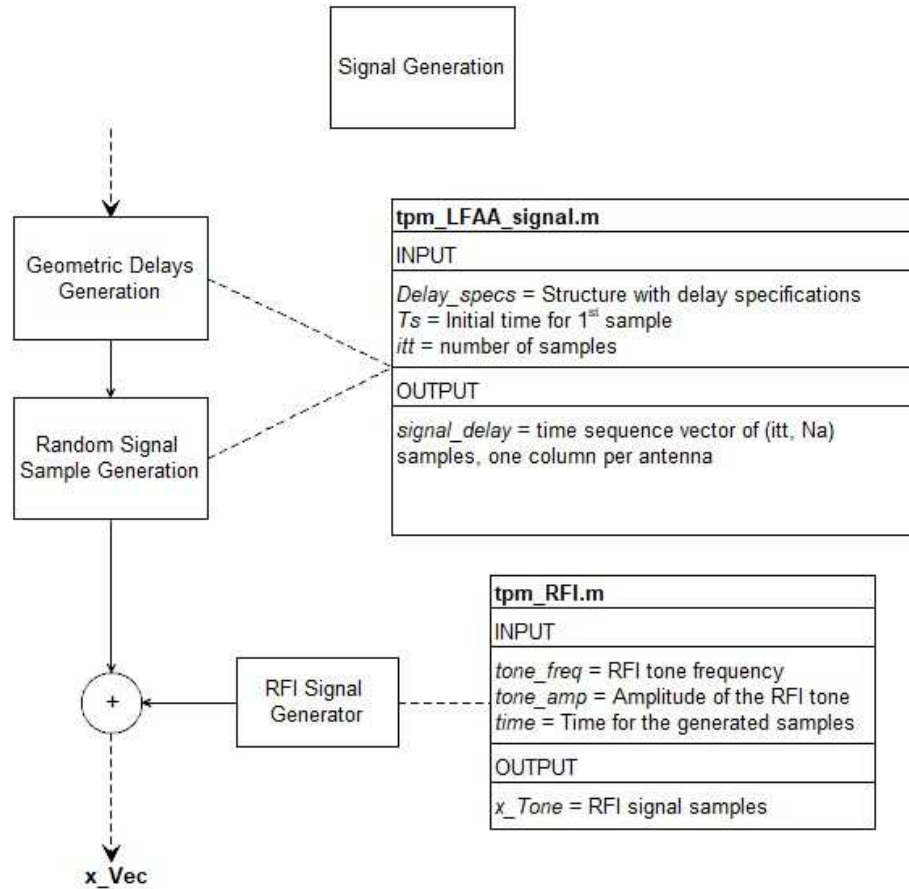 Signal Generation
Geometric Delays
Generation
tpm_LFAA_signal.m
INPUT
Delay_specs = Structure with delay specifications
Ts = Initial time for 1st sample
itt = number of samples
OUTPUT
signal_delay = time sequence vector of (itt, Na)
samples, one column per antenna
Random Signal
Sample Generation
tpm_RFI.m
INPUT
tone_freq = RFI tone frequency
tone_amp = Amplitude of the RFI tone
time = Time for the generated samples
OUTPUT
x_Tone = RFI signal samples
RFI Signal
Generator
+
x_Vec